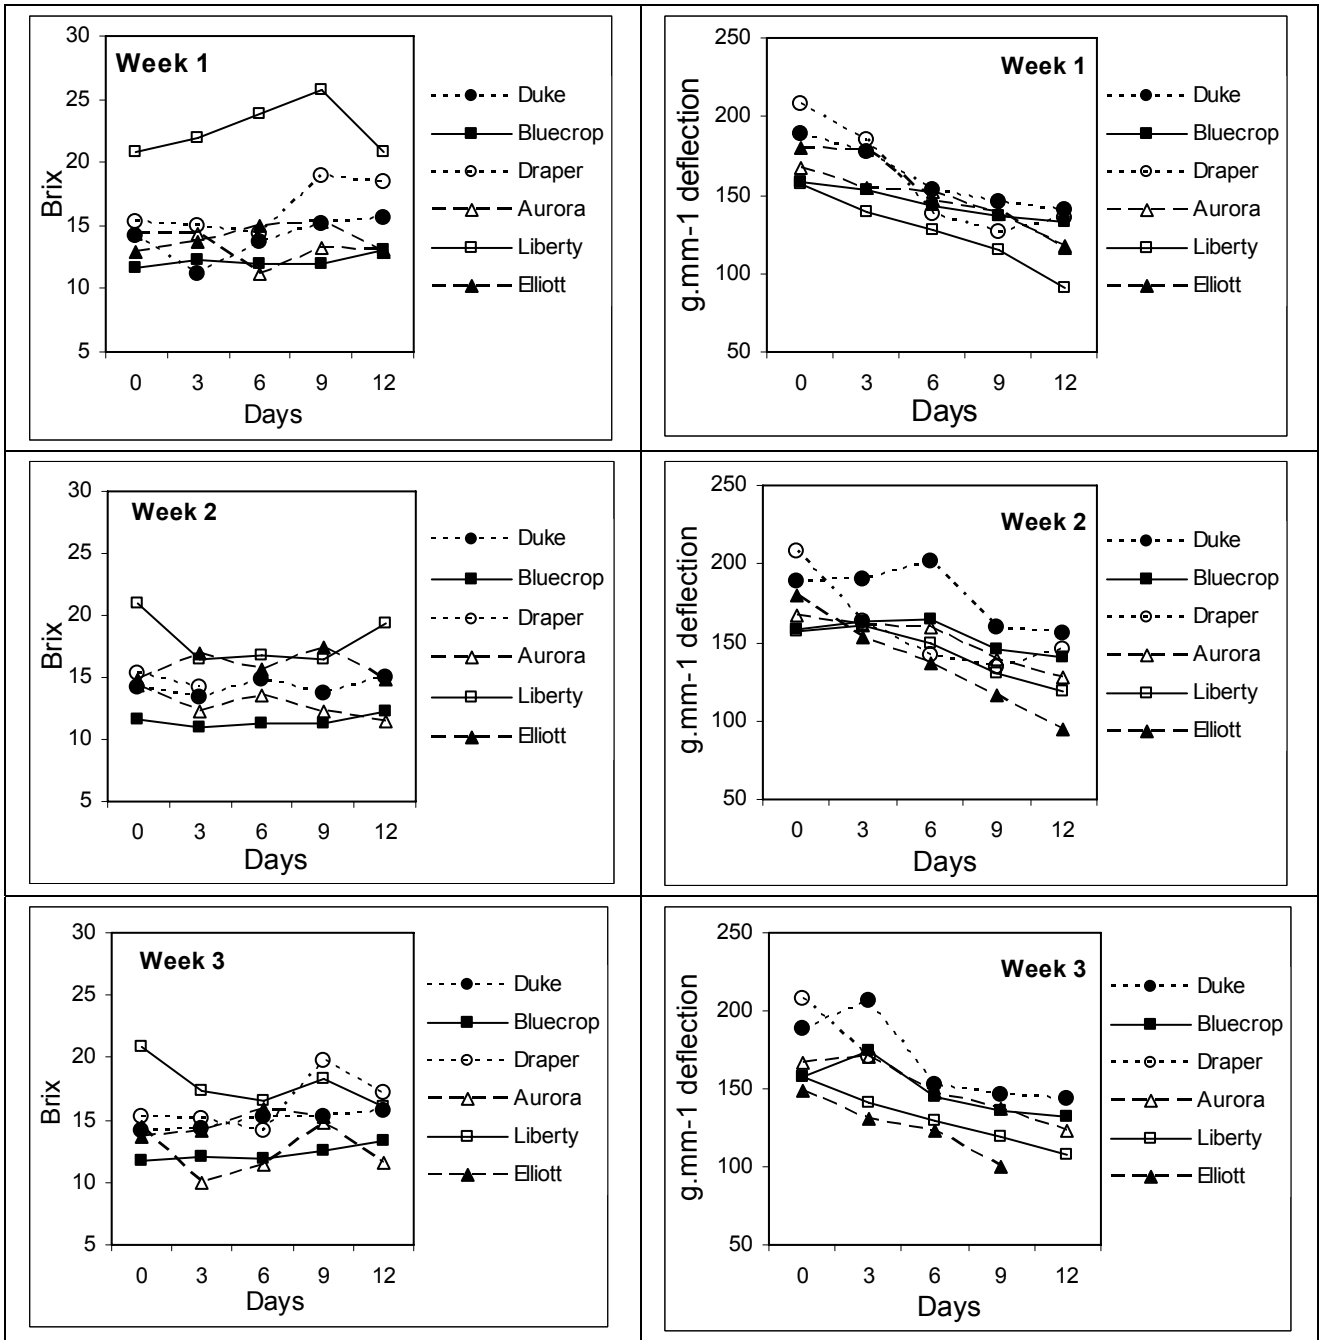 Week 1
Brix
30
25
20
15
10
5
0 3 6 9 12
Days
Duke
Bluecrop
Draper
Aurora
Liberty
Elliott
Week 1
g.mm-1 deflection
250
200
150
100
50
0 3 6 9 12
Days
Duke
Bluecrop
Draper
Aurora
Liberty
Elliott
Week 2
Brix
30
25
20
15
10
5
0 3 6 9 12
Days
Duke
Bluecrop
Draper
Aurora
Liberty
Elliott
Week 2
g.mm-1 deflection
250
200
150
100
50
0 3 6 9 12
Days
Duke
Bluecrop
Draper
Aurora
Liberty
Elliott
Week 3
Brix
30
25
20
15
10
5
0 3 6 9 12
Days
Duke
Bluecrop
Draper
Aurora
Liberty
Elliott
Week 3
g.mm-1 deflection
250
200
150
100
50
0 3 6 9 12
Days
Duke
Bluecrop
Draper
Aurora
Liberty
Elliott